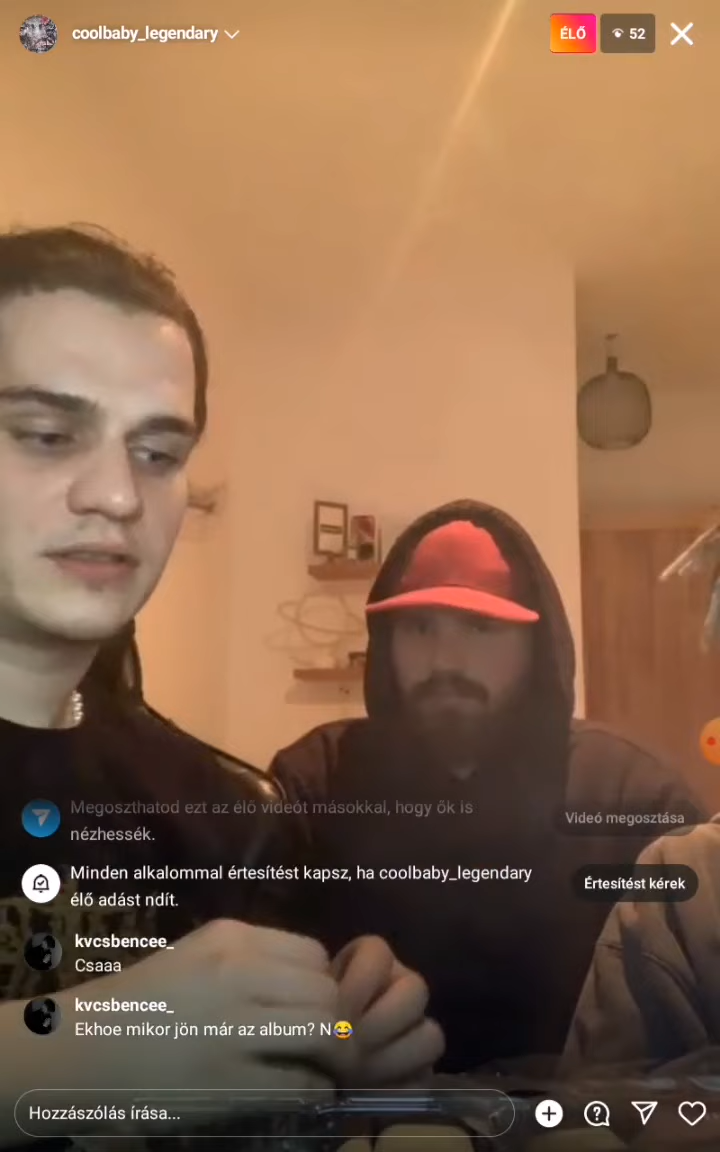 coolbaby_legendary
ÉLŐ
52
Megoszthatod ezt az élő videót másokkal, hogy ők is
nézhessék.
Videó megosztása
Minden alkalommal értesítést kapsz, ha coolbaby_legendary
élő adást ndít.
Értesítést kérek
kvcsbencee_
Csaaa
kvcsbencee_
Ekhoe mikor jön már az album? N😂
Hozzászólás írása...